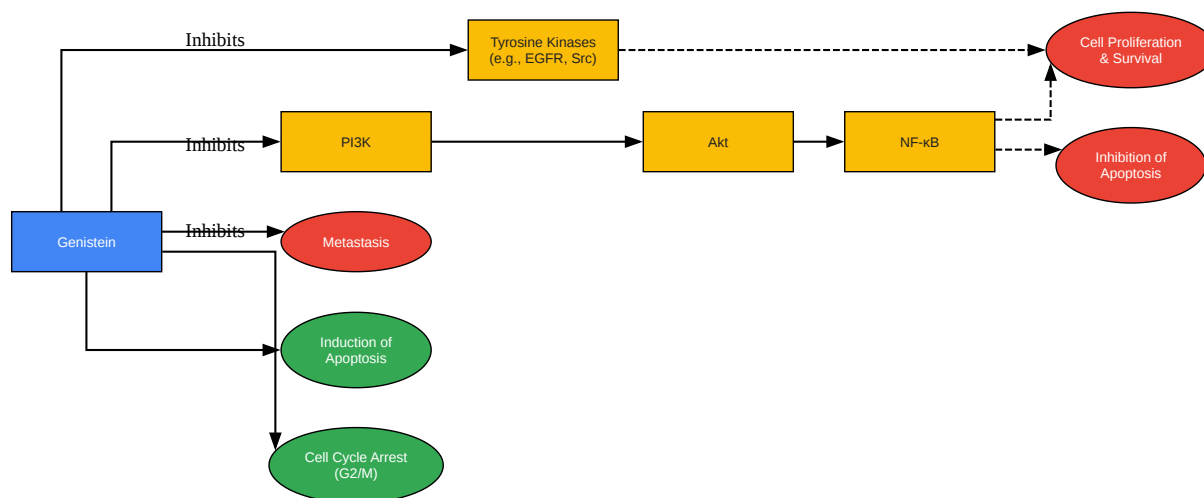 Inhibits
Tyrosine Kinases
(e.g., EGFR, Src)
Cell Proliferation
& Survival
Inhibits
PI3K
Akt
NF-κB
Inhibition of
Apoptosis
Genistein
Inhibits
Metastasis
Induction of
Apoptosis
Cell Cycle Arrest
(G2/M)